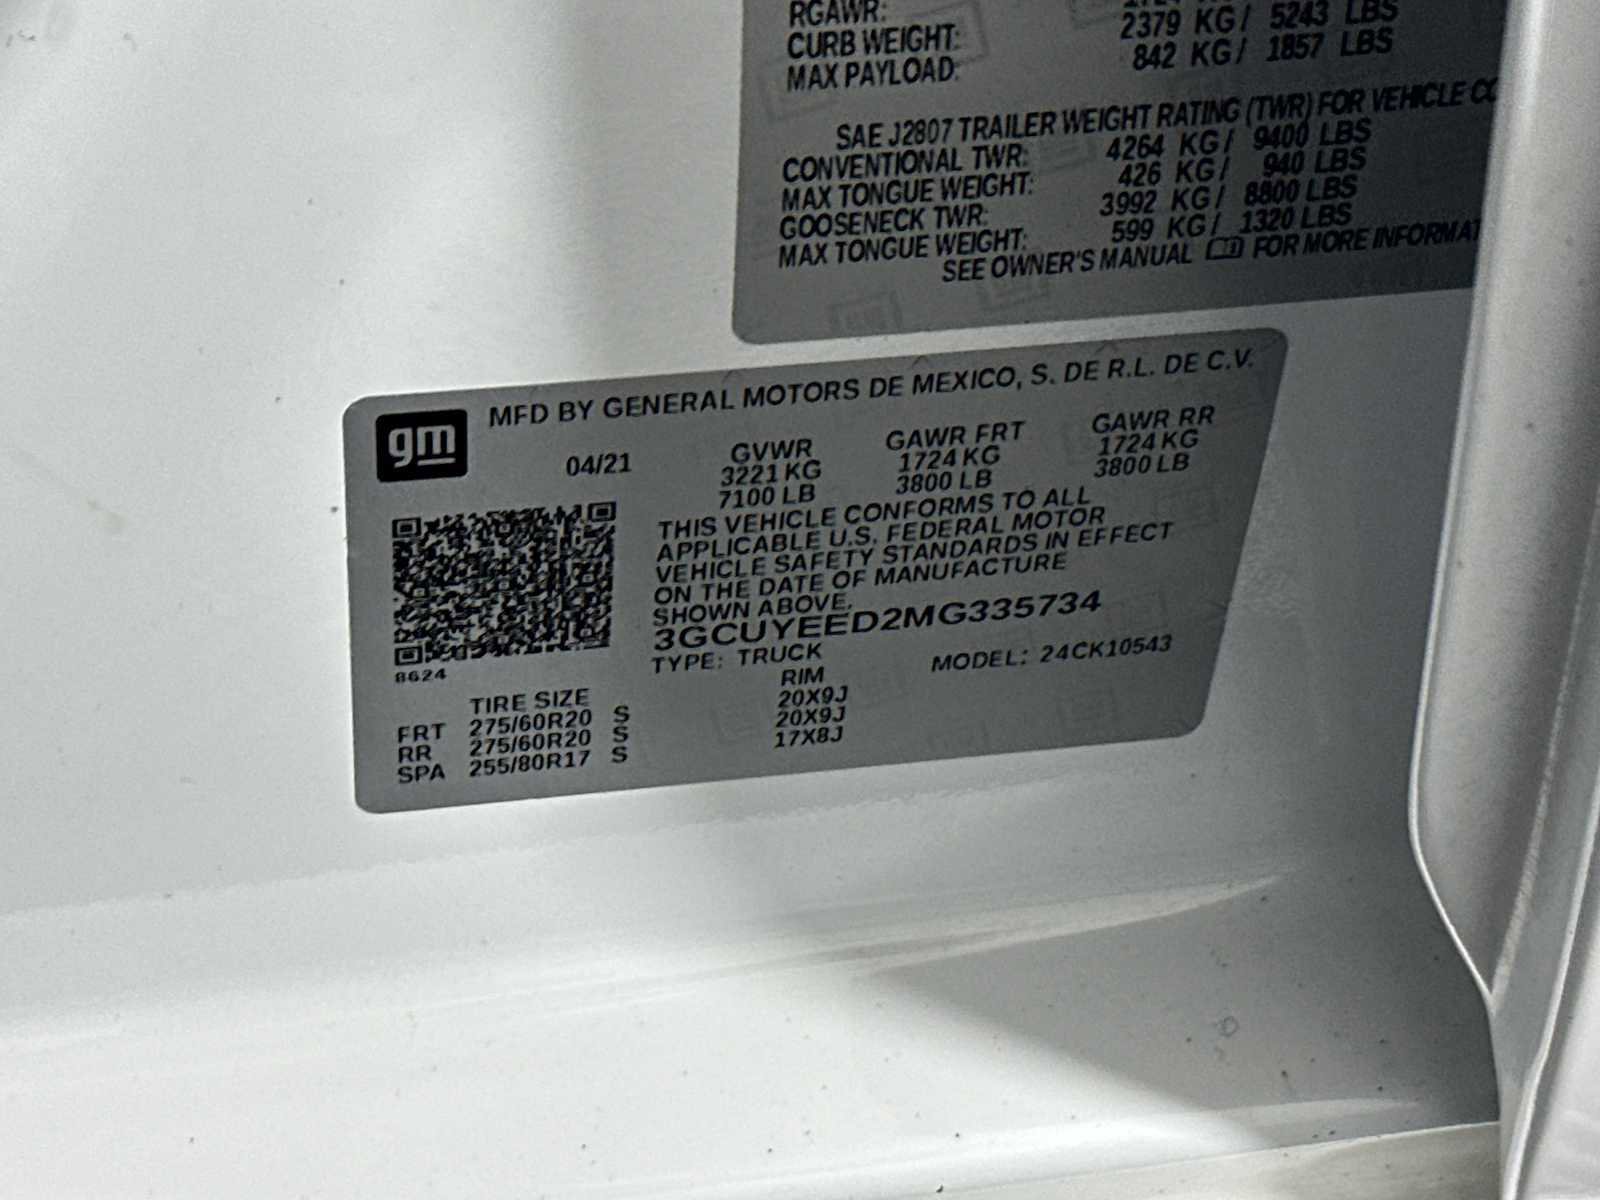 RGAWR:
CURB WEIGHT: 2379 KG/ 5243 LBS
MAX PAYLOAD: 842 KG/ 1857 LBS
SAE J2807 TRAILER WEIGHT RATING (TWR) FOR VEHICLE CO
CONVENTIONAL TWR: 4264 KG/ 9400 LBS
MAX TONGUE WEIGHT: 426 KG/ 940 LBS
GOOSENECK TWR: 3992 KG/ 8800 LBS
MAX TONGUE WEIGHT: 599 KG/ 1320 LBS
SEE OWNER'S MANUAL FOR MORE INFORMAT
gm MFD BY GENERAL MOTORS DE MEXICO, S. DE R.L. DE C.V.
04/21 GVWR GAWR FRT GAWR RR
3221 KG 1724 KG 1724 KG
7100 LB 3800 LB 3800 LB
THIS VEHICLE CONFORMS TO ALL
APPLICABLE U.S. FEDERAL MOTOR
VEHICLE SAFETY STANDARDS IN EFFECT
ON THE DATE OF MANUFACTURE
SHOWN ABOVE.
3GCUYEED2MG335734
8624 TYPE: TRUCK MODEL: 24CK10543
TIRE SIZE RIM
FRT 275/60R20 S 20X9J
RR 275/60R20 S 20X9J
SPA 255/80R17 S 17X8J